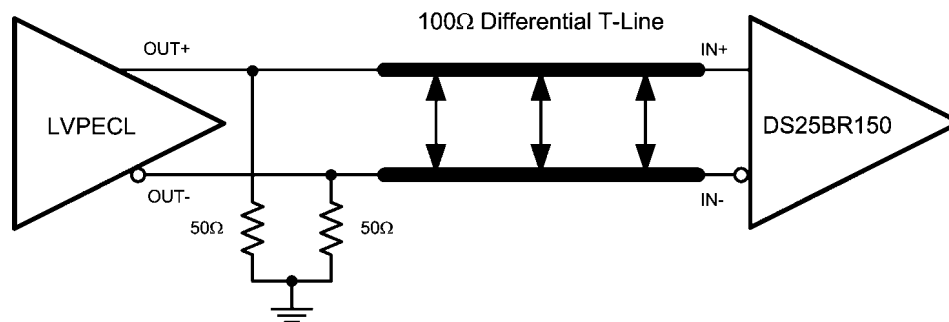 100Ω Differential T-Line
OUT+
IN+
LVPECL
DS25BR150
OUT-
IN-
50Ω
50Ω